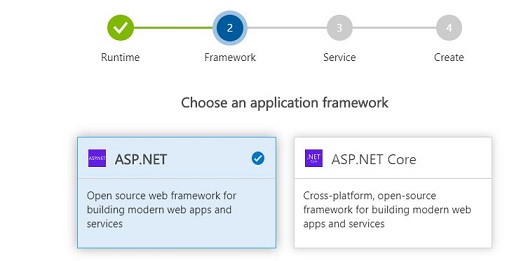 2 3 4
Runtime Framework Service Create
Choose an application framework
ASP.NET
ASP.NET
Open source web framework for
building modern web apps and
services
.NET
Core
ASP.NET Core
Cross-platform, open-source
framework for building modern web
apps and services